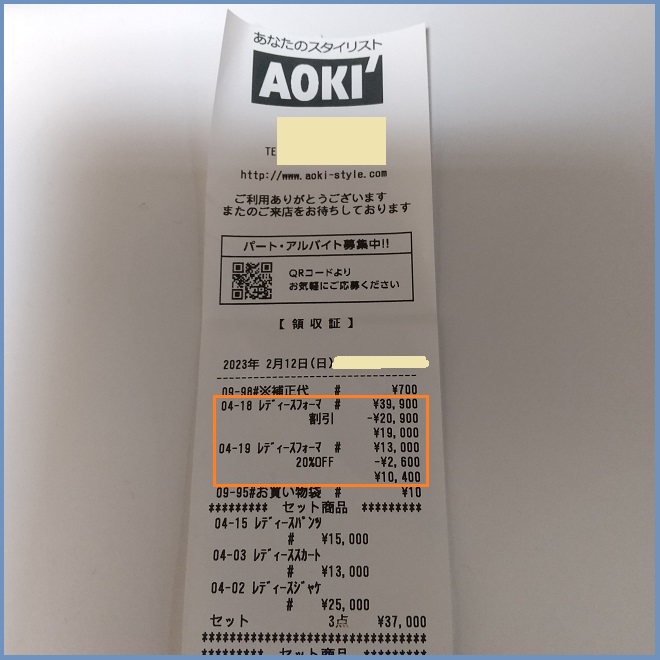 あなたのスタイリスト
AOKI'
TE
http://www.aoki-style.com
ご利用ありがとうございます
またのご来店をお待ちしております
パート・アルバイト募集中!!
QRコードより
お気軽にご応募ください
【 領 収 証 】
2023年 2月12日(日)
09-98#※補正代 # ¥700
04-18 レディースフォーマ # ¥39,900
割引 -¥20,900
¥19,000
04-19 レディースフォーマ # ¥13,000
20%OFF -¥2,600
¥10,400
09-95#お買い物袋 # ¥10
********* セット商品 *********
04-15 レディースパンツ
# ¥15,000
04-03 レディーススカート
# ¥13,000
04-02 レディースジャケ
# ¥25,000
セット 3点 ¥37,000
********************************
********* セット商品 *********